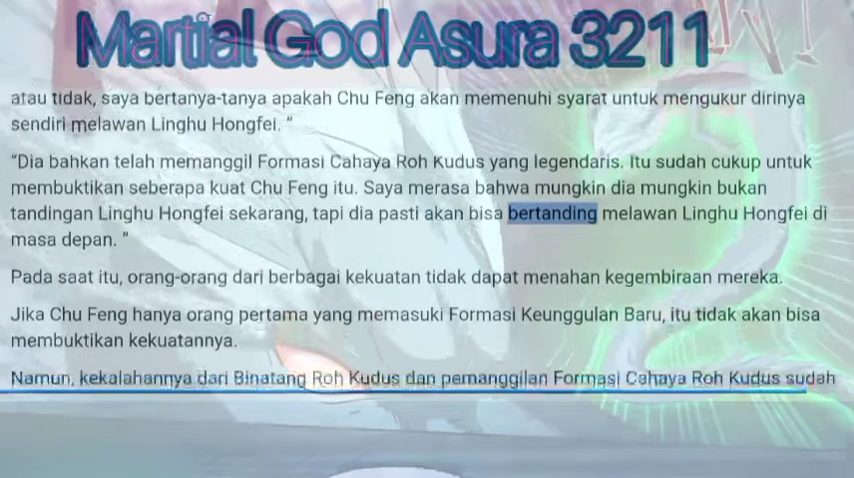 Martial God Asura 3211
atau tidak, saya bertanya-tanya apakah Chu Feng akan memenuhi syarat untuk mengukur dirinya
sendiri melawan Linghu Hongfei. ”
“Dia bahkan telah memanggil Formasi Cahaya Roh Kudus yang legendaris. Itu sudah cukup untuk
membuktikan seberapa kuat Chu Feng itu. Saya merasa bahwa mungkin dia mungkin bukan
tandingan Linghu Hongfei sekarang, tapi dia pasti akan bisa bertanding melawan Linghu Hongfei di
masa depan. ”
Pada saat itu, orang-orang dari berbagai kekuatan tidak dapat menahan kegembiraan mereka.
Jika Chu Feng hanya orang pertama yang memasuki Formasi Keunggulan Baru, itu tidak akan bisa
membuktikan kekuatannya.
Namun, kekalahannya dari Binatang Roh Kudus dan pemanggilan Formasi Cahaya Roh Kudus sudah